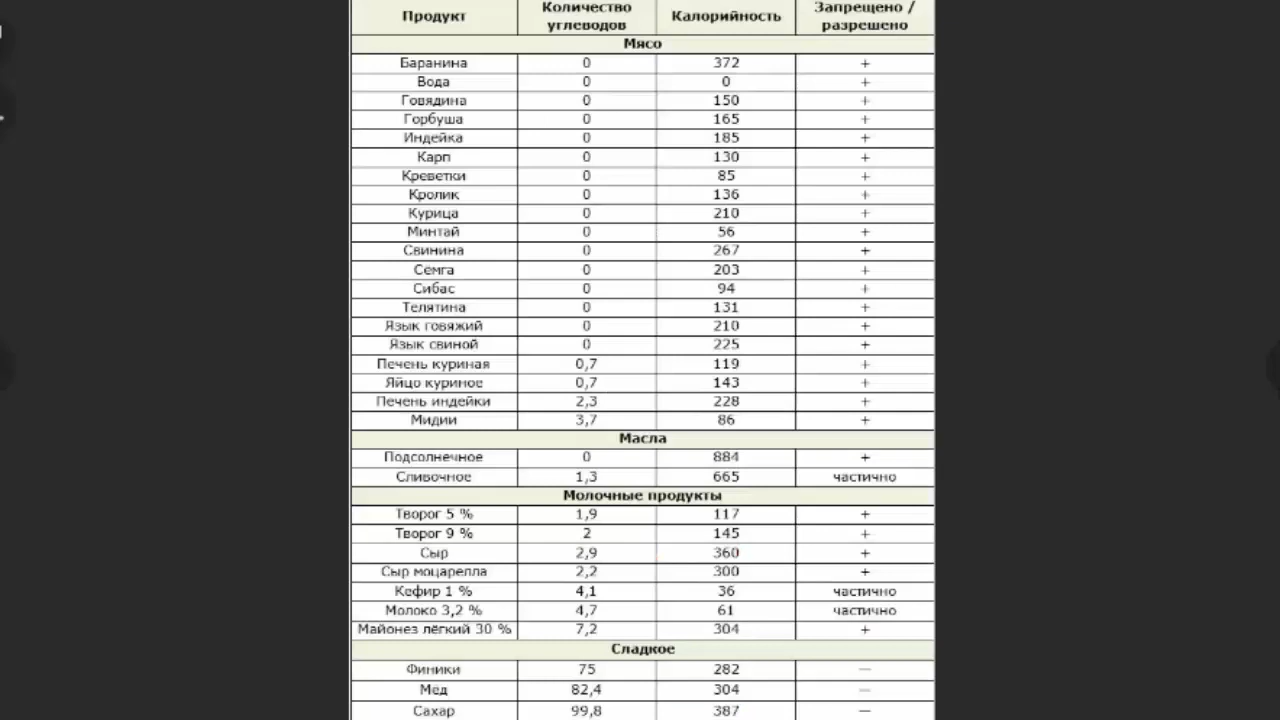 Продукт Количество углеводов Калорийность Запрещено / разрешено
Мясо
Баранина 0 372 +
Вода 0 0 +
Говядина 0 150 +
Горбуша 0 165 +
Индейка 0 185 +
Карп 0 130 +
Креветки 0 85 +
Кролик 0 136 +
Курица 0 210 +
Минтай 0 56 +
Свинина 0 267 +
Семга 0 203 +
Сибас 0 94 +
Телятина 0 131 +
Язык говяжий 0 210 +
Язык свиной 0 225 +
Печень куриная 0,7 119 +
Яйцо куриное 0,7 143 +
Печень индейки 2,3 228 +
Мидии 3,7 86 +
Масла
Подсолнечное 0 884 +
Сливочное 1,3 665 частично
Молочные продукты
Творог 5 % 1,9 117 +
Творог 9 % 2 145 +
Сыр 2,9 360 +
Сыр моцарелла 2,2 300 +
Кефир 1 % 4,1 36 частично
Молоко 3,2 % 4,7 61 частично
Майонез лёгкий 30 % 7,2 304 +
Сладкое
Финики 75 282 —
Мёд 82,4 304 —
Сахар 99,8 387 —